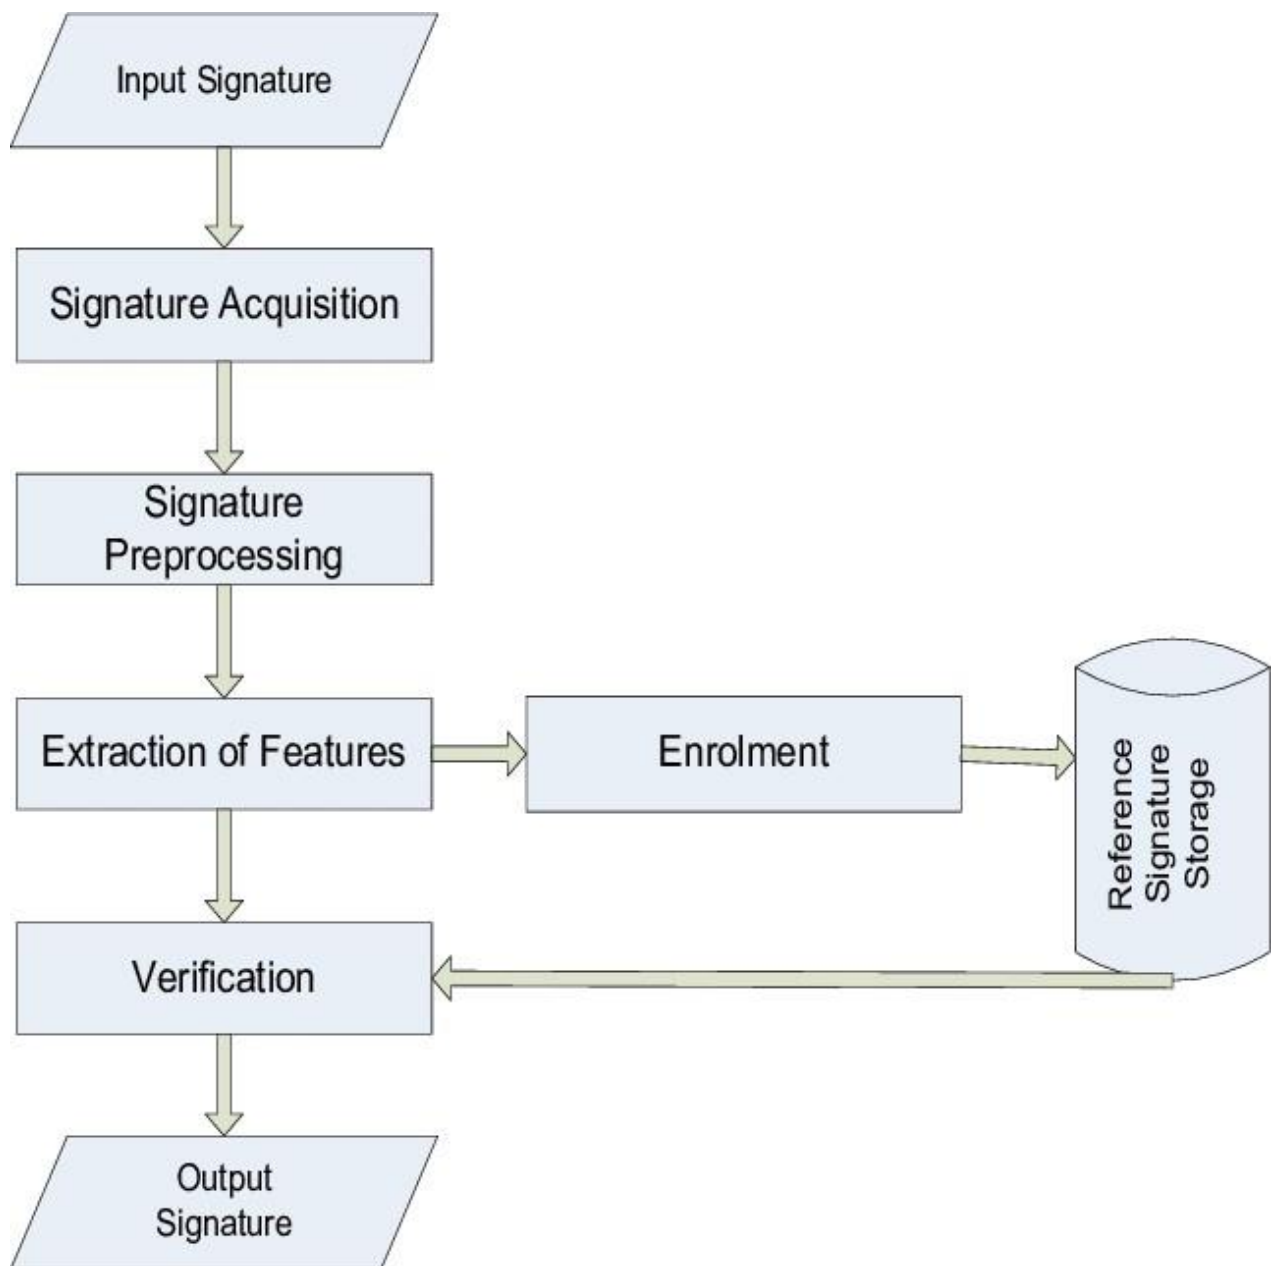 Input Signature
Signature Acquisition
Signature
Preprocessing
Extraction of Features
Enrolment
Reference
Signature
Storage
Verification
Output
Signature